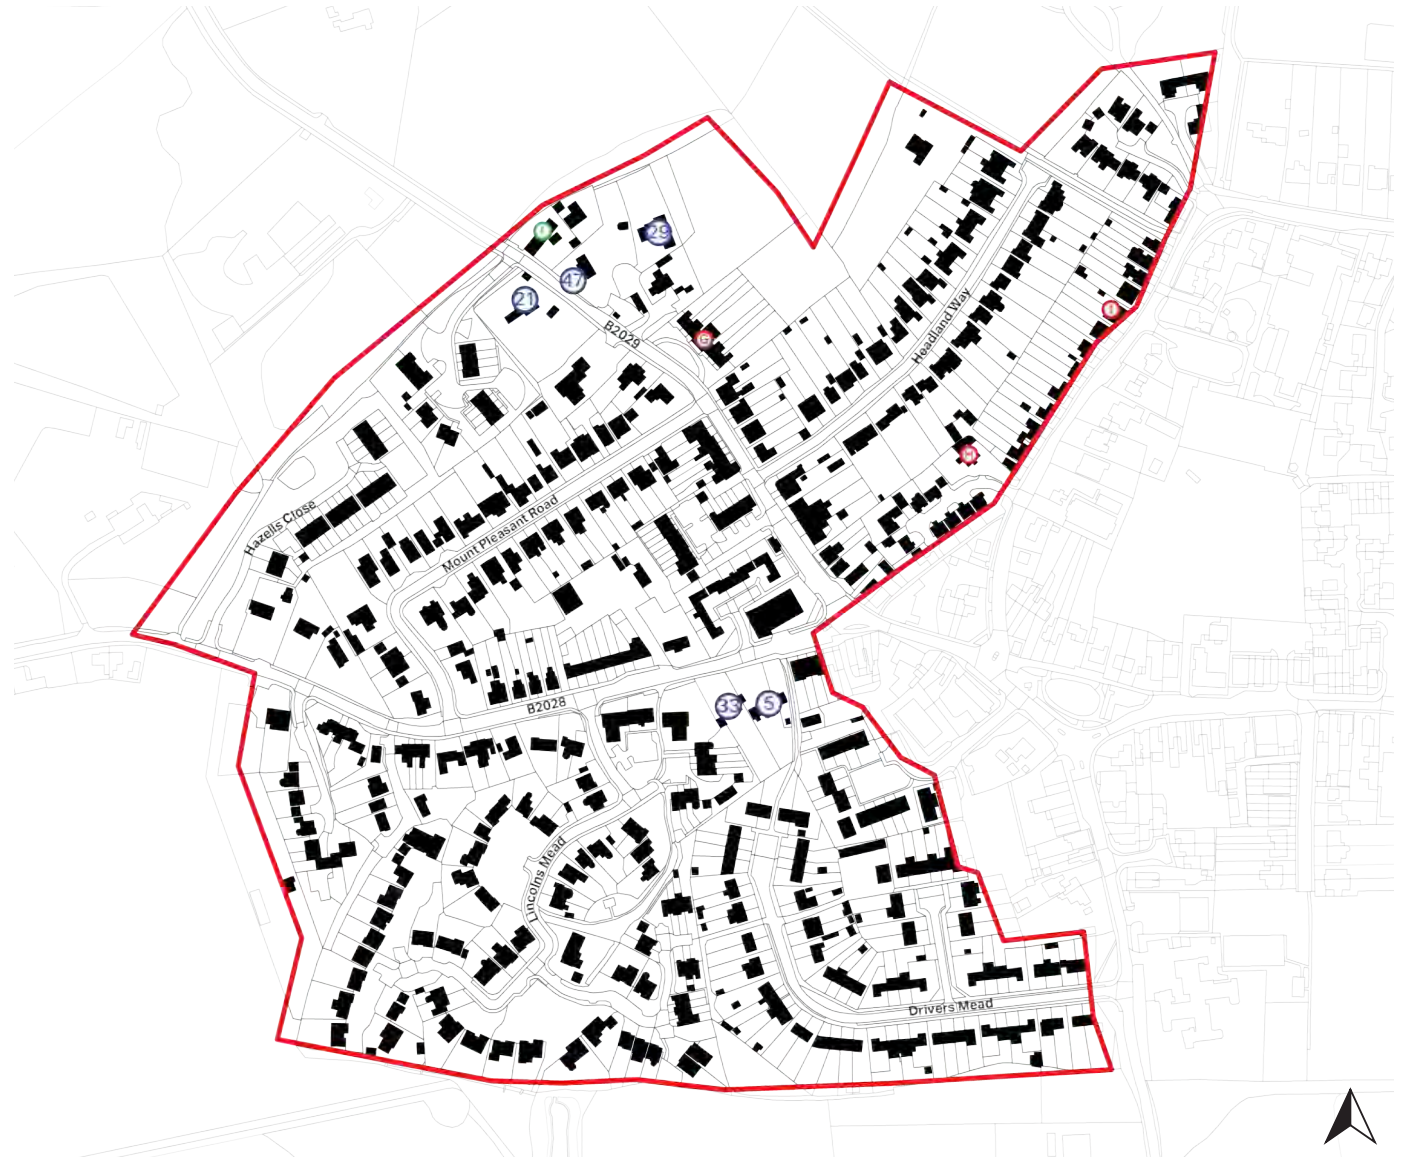 29
47
21
B2029
Headland Way
G
H
Hazells Close
Mount Pleasant Road
B2028
33
5
Lincolns Mead
Drivers Mead